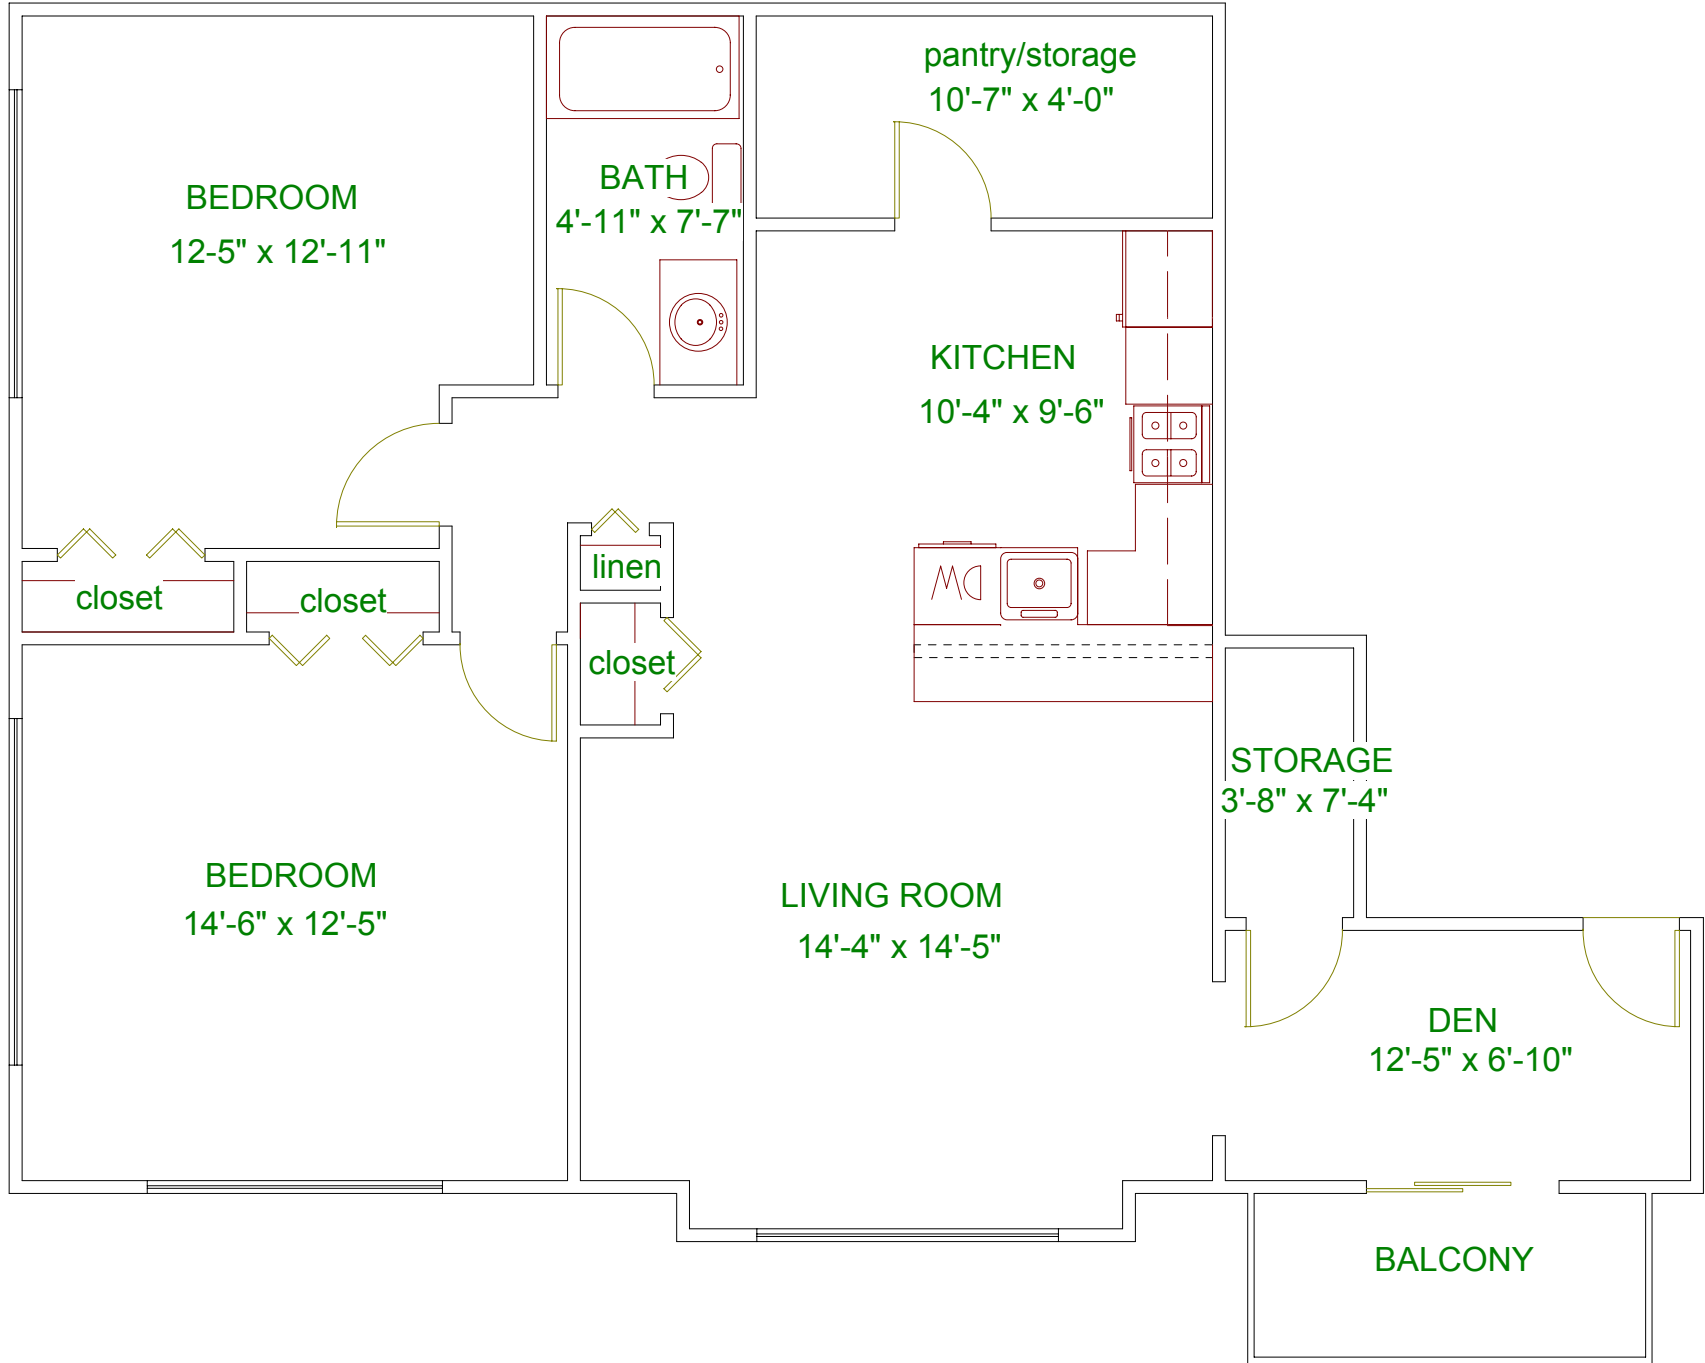 pantry/storage
10'-7" x 4'-0"
BATH
4'-11" x 7'-7"
BEDROOM
12-5" x 12'-11"
KITCHEN
10'-4" x 9'-6"
linen
closet
closet
closet
DW
STORAGE
3'-8" x 7'-4"
BEDROOM
14'-6" x 12'-5"
LIVING ROOM
14'-4" x 14'-5"
DEN
12'-5" x 6'-10"
BALCONY